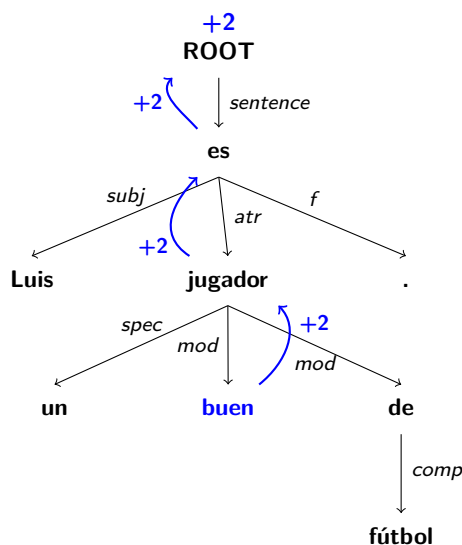 +2
ROOT
+2 sentence
es
subj atr f
+2
Luis jugador .
spec mod mod +2
un buen de
comp
fútbol